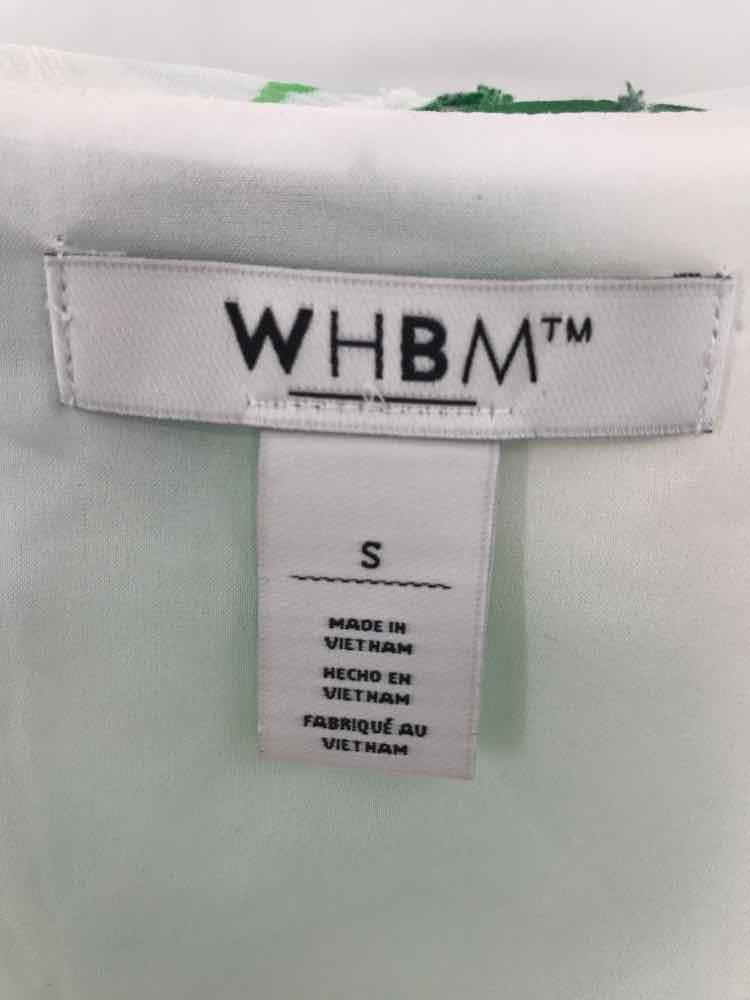 WHBM™
S
MADE IN
VIETNAM
HECHO EN
VIETNAM
FABRIQUÉ AU
VIETNAM